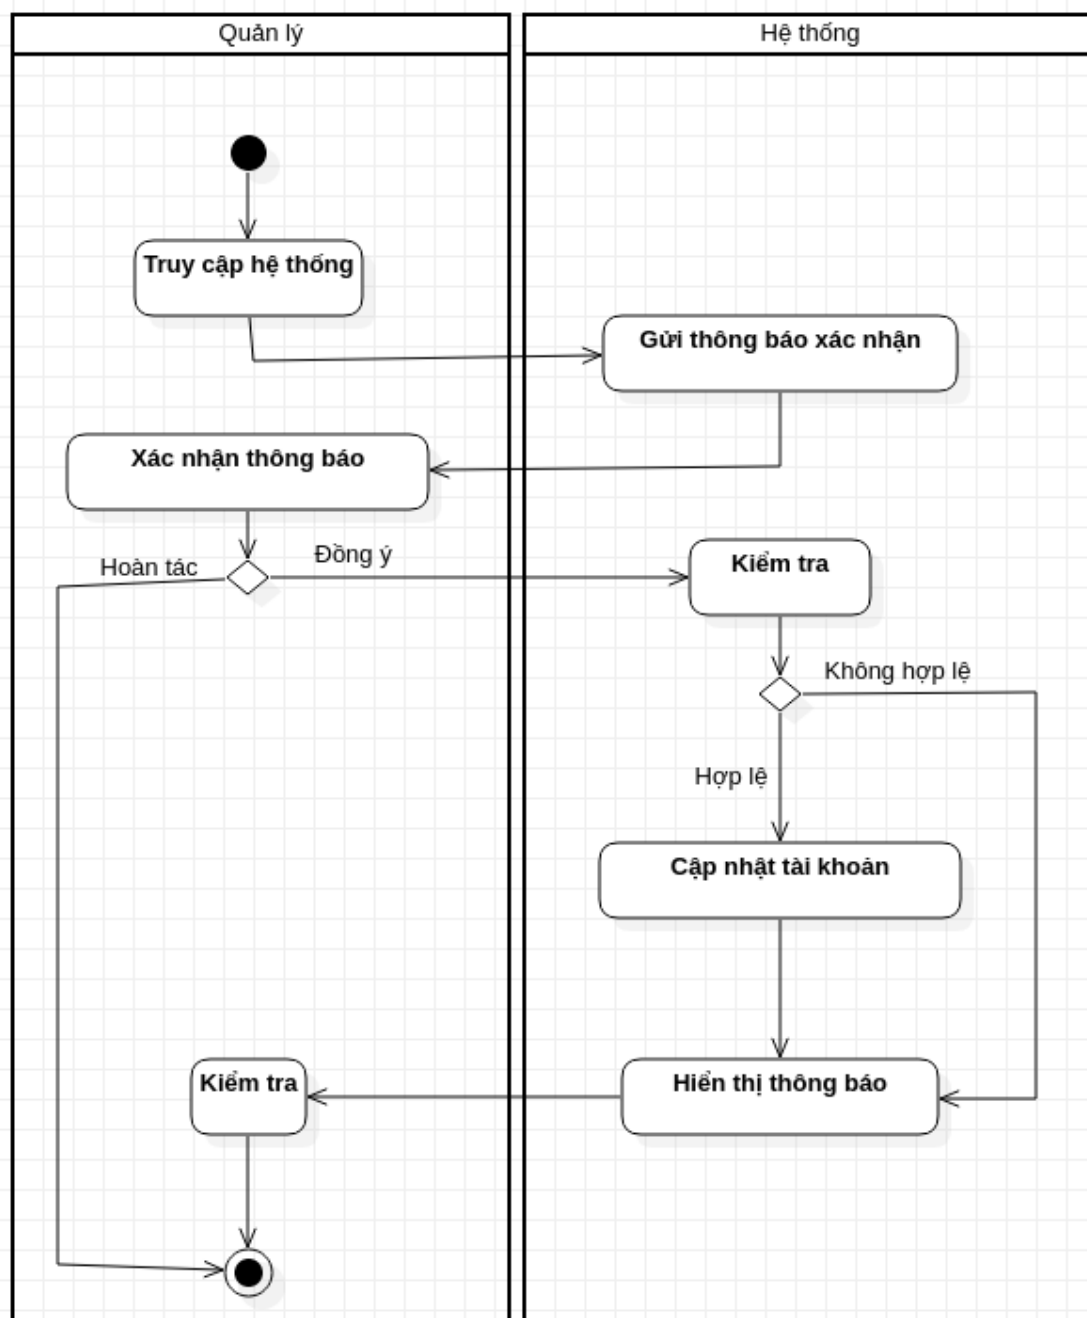 Quản lý
Hệ thống
Truy cập hệ thống
Gửi thông báo xác nhận
Xác nhận thông báo
Hoàn tác
Đồng ý
Kiểm tra
Không hợp lệ
Hợp lệ
Cập nhật tài khoản
Kiểm tra
Hiển thị thông báo